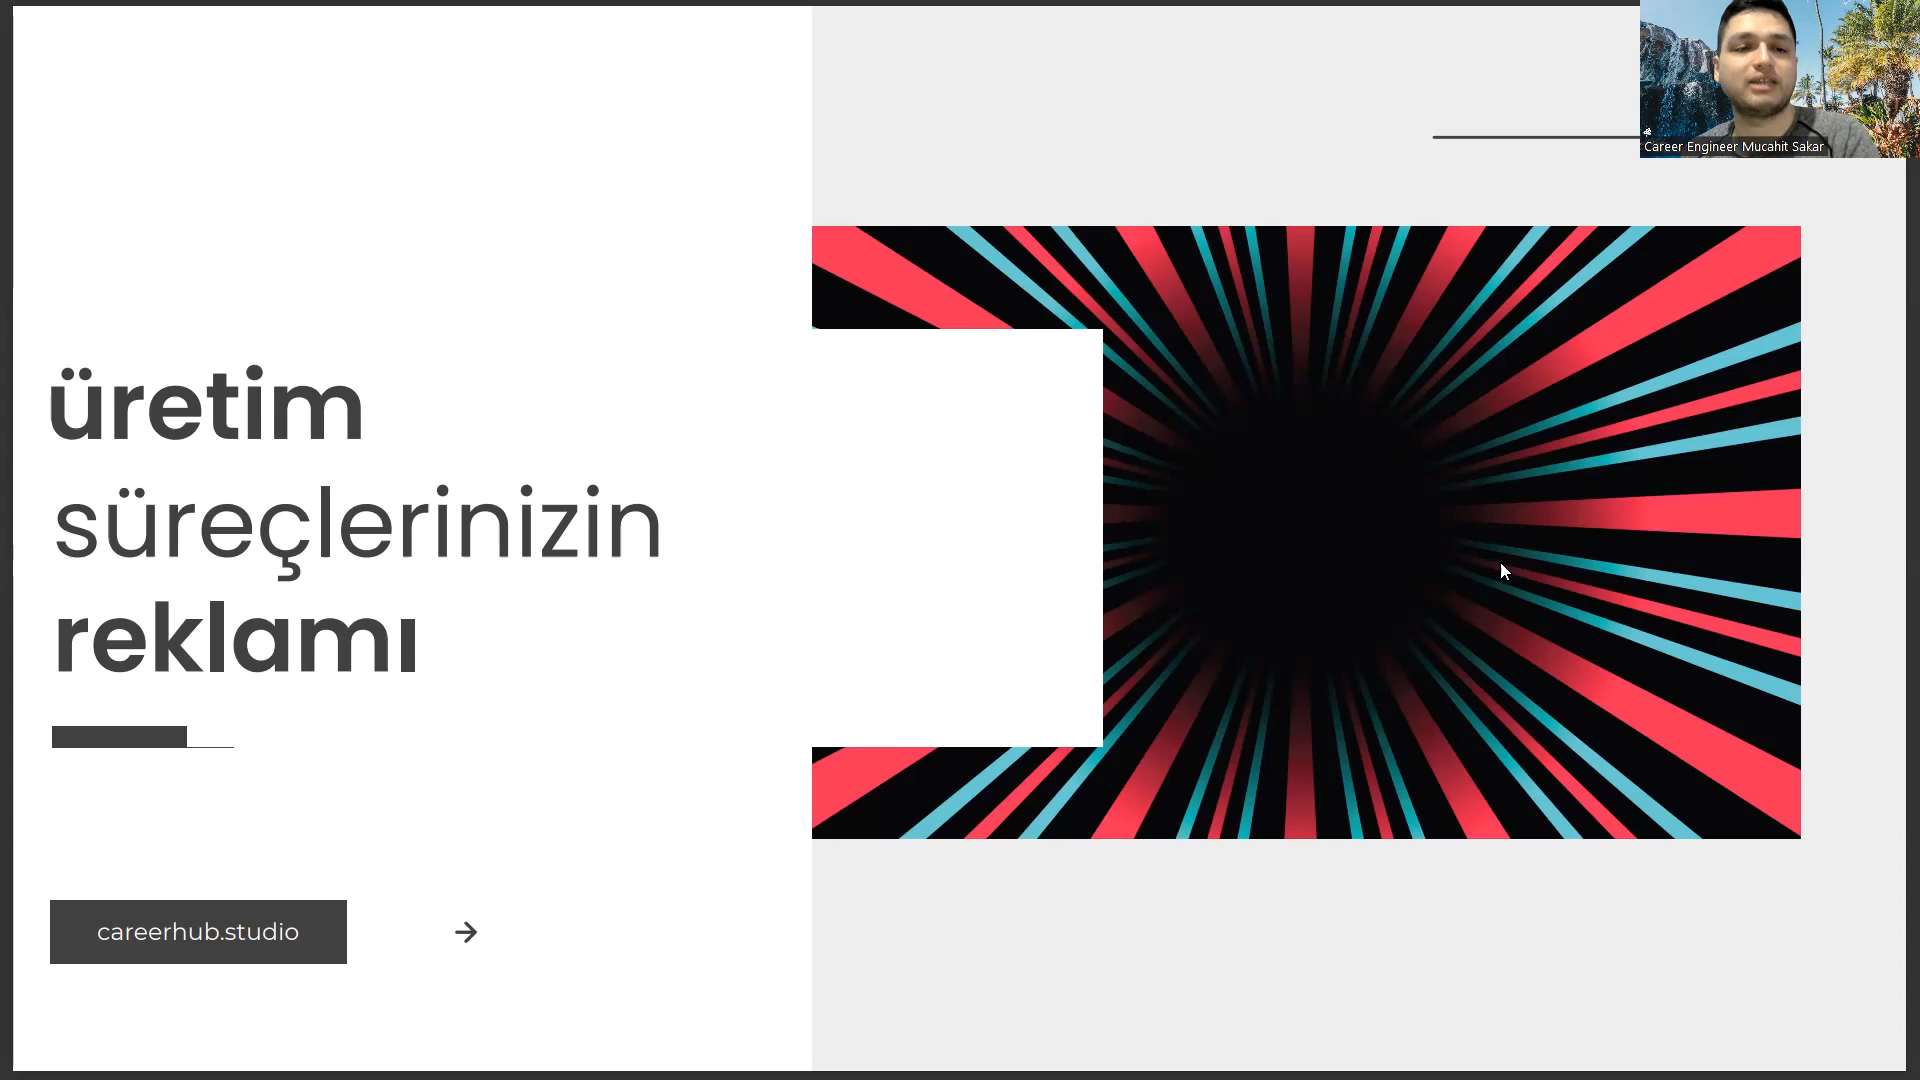 üretim
süreçlerinizin
reklamı
careerhub.studio
Career Engineer Mucahit Sakar